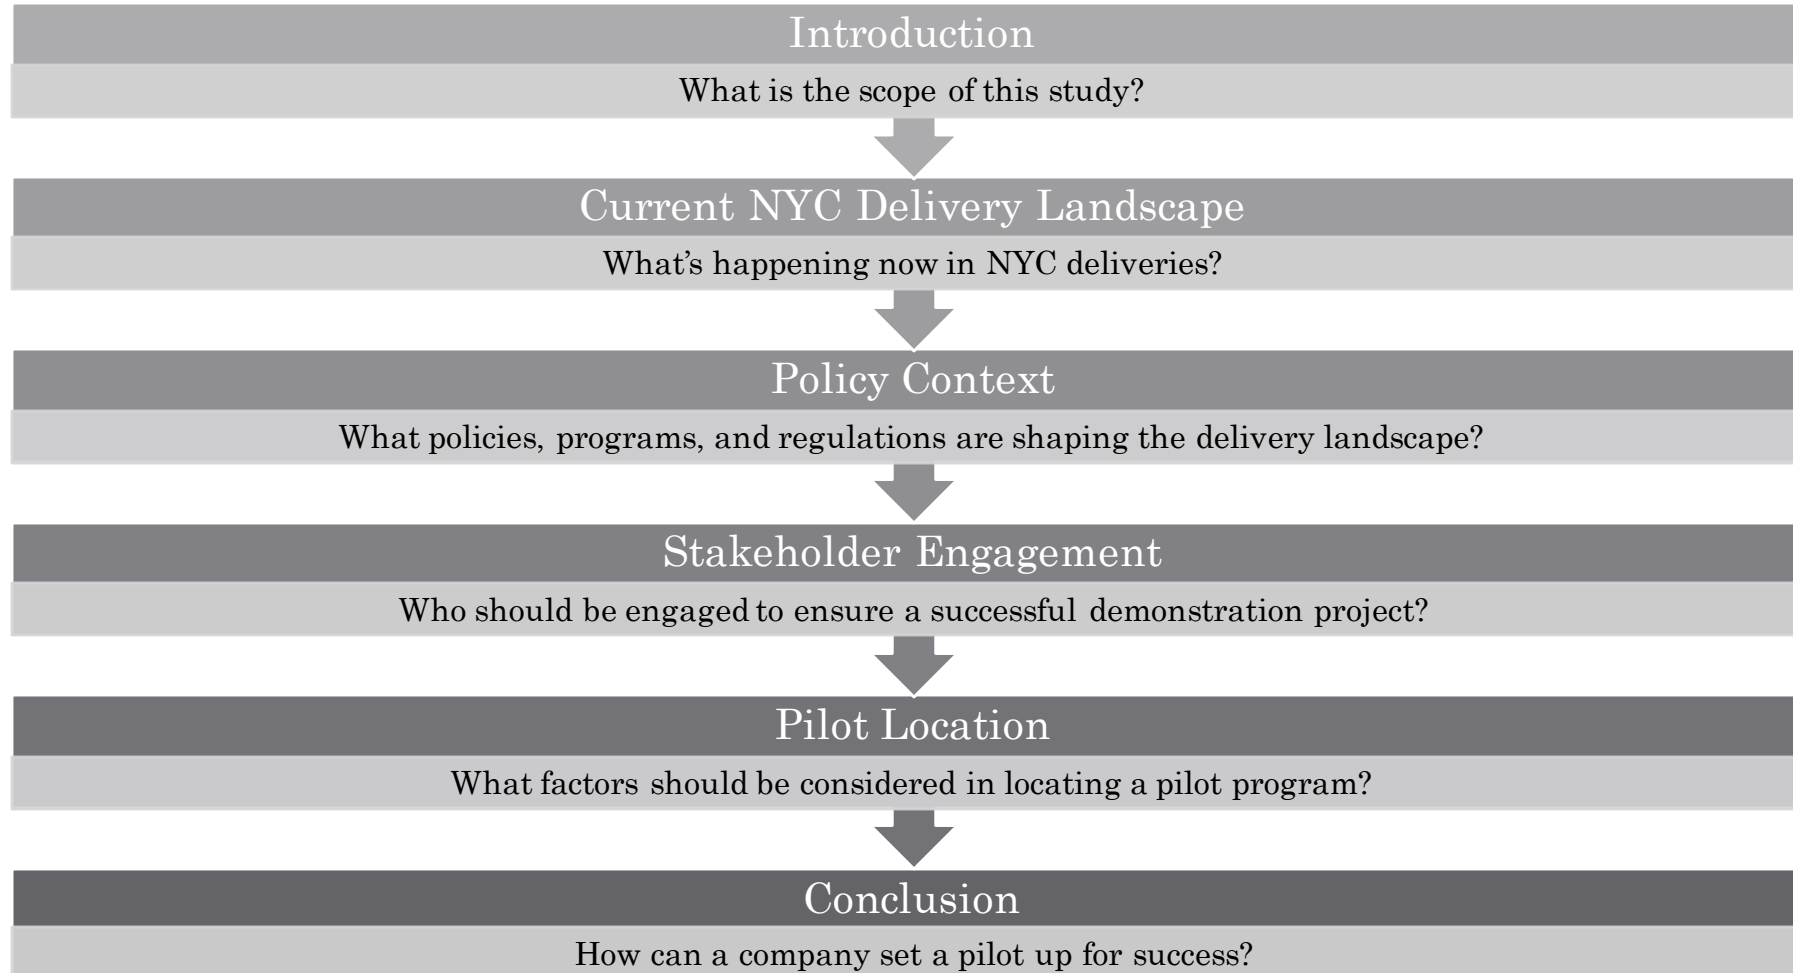 Introduction
What is the scope of this study?
Current NYC Delivery Landscape
What's happening now in NYC deliveries?
Policy Context
What policies, programs, and regulations are shaping the delivery landscape?
Stakeholder Engagement
Who should be engaged to ensure a successful demonstration project?
Pilot Location
What factors should be considered in locating a pilot program?
Conclusion
How can a company set a pilot up for success?